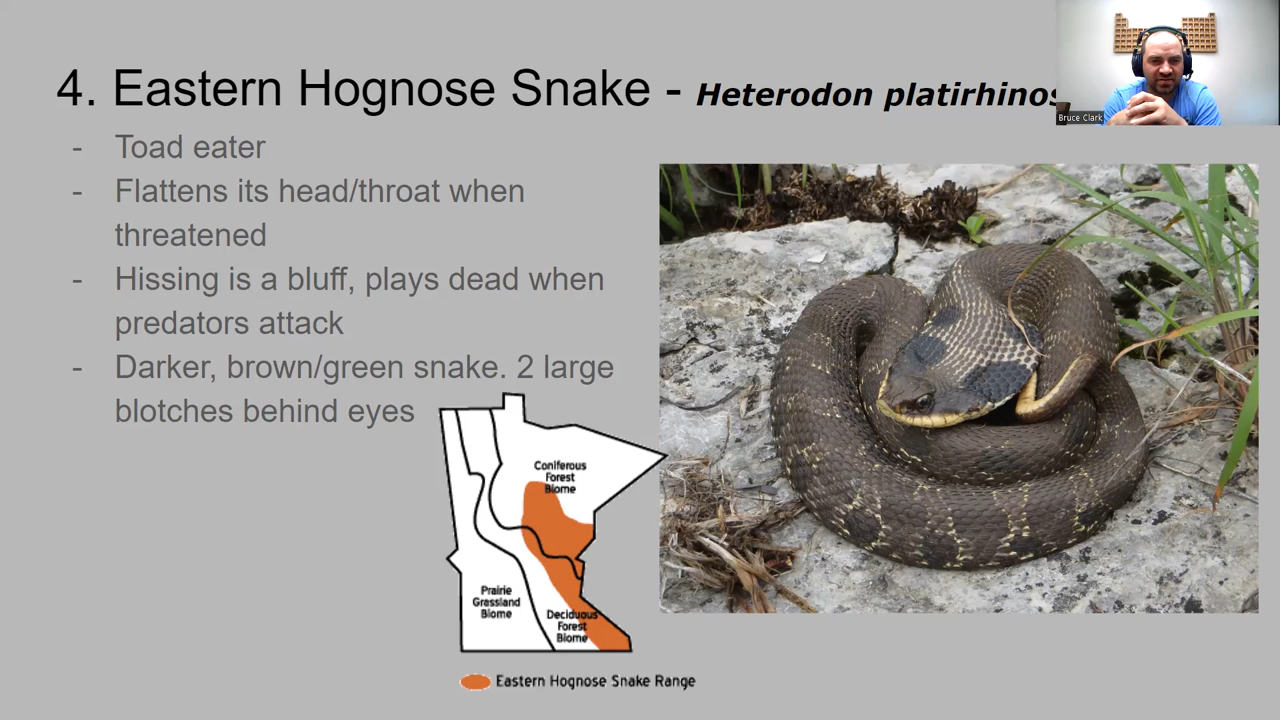 4. Eastern Hognose Snake - Heterodon platirhinos
Bruce Clark
- Toad eater
- Flattens its head/throat when
threatened
- Hissing is a bluff, plays dead when
predators attack
- Darker, brown/green snake. 2 large
blotches behind eyes
Coniferous
Forest
Biome
Prairie
Grassland
Biome
Deciduous
Forest
Biome
Eastern Hognose Snake Range